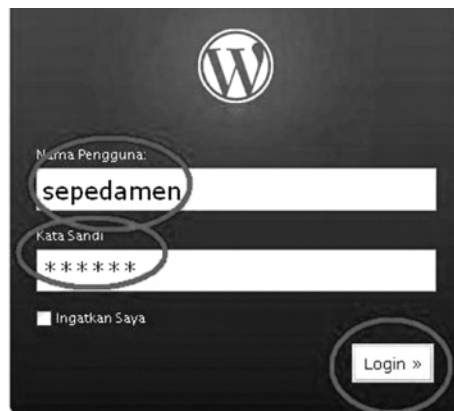 Nama Pengguna:
sepedamen
Kata Sandi
******
Ingatkan Saya
Login »